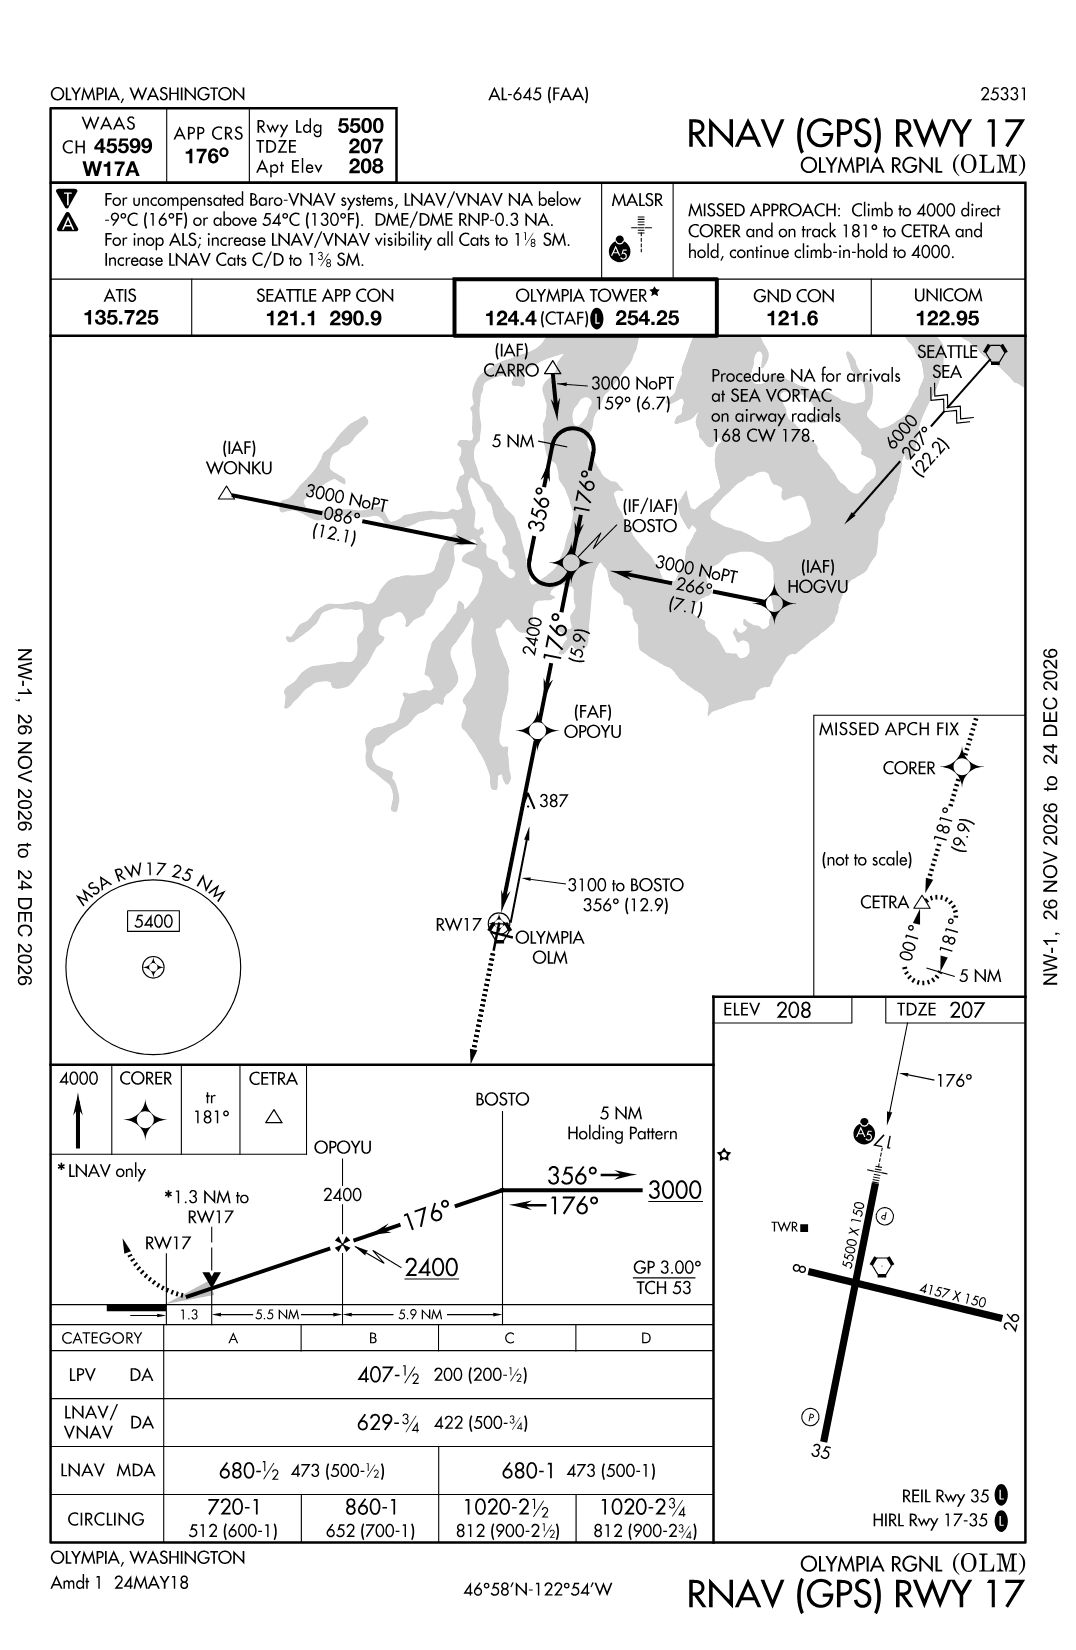 OLYMPIA, WASHINGTON
AL-645 (FAA)
25331
WAAS
CH 45599
W17A
APP CRS
176°
Rwy Ldg 5500
TDZE 207
Apt Elev 208
RNAV (GPS) RWY 17
OLYMPIA RGNL (OLM)
T
A
For uncompensated Baro-VNAV systems, LNAV/VNAV NA below
-9°C (16°F) or above 54°C (130°F). DME/DME RNP-0.3 NA.
For inop ALS; increase LNAV/VNAV visibility all Cats to 1⅛ SM.
Increase LNAV Cats C/D to 1⅜ SM.
MALSR
A5
MISSED APPROACH: Climb to 4000 direct
CORER and on track 181° to CETRA and
hold, continue climb-in-hold to 4000.
ATIS
135.725
SEATTLE APP CON
121.1 290.9
OLYMPIA TOWER★
124.4 (CTAF) L 254.25
GND CON
121.6
UNICOM
122.95
(IAF)
CARRO
3000 NoPT
159° (6.7)
SEATTLE
SEA
Procedure NA for arrivals
at SEA VORTAC
on airway radials
168 CW 178.
6000
207°
(22.2)
5 NM
(IAF)
WONKU
3000 NoPT
086°
(12.1)
356°
176°
(IF/IAF)
BOSTO
3000 NoPT
266°
(7.1)
(IAF)
HOGVU
2400
176°
(5.9)
(FAF)
OPOYU
387
3100 to BOSTO
356° (12.9)
RW17
OLYMPIA
OLM
MSA RW17 25 NM
5400
MISSED APCH FIX
CORER
181°
(9.9)
(not to scale)
CETRA
001°
181°
5 NM
NW-1, 26 NOV 2026 to 24 DEC 2026
NW-1, 26 NOV 2026 to 24 DEC 2026
ELEV 208
TDZE 207
176°
A5
17
TWR
5500 X 150
P
8
4157 X 150
26
P
35
REIL Rwy 35 L
HIRL Rwy 17-35 L
4000
CORER
tr
181°
CETRA
*LNAV only
*1.3 NM to
RW17
RW17
OPOYU
2400
BOSTO
5 NM
Holding Pattern
356°
176°
3000
176°
2400
GP 3.00°
TCH 53
1.3
5.5 NM
5.9 NM
CATEGORY A B C D
LPV DA 407-½ 200 (200-½)
LNAV/
VNAV DA 629-¾ 422 (500-¾)
LNAV MDA 680-½ 473 (500-½) 680-1 473 (500-1)
CIRCLING
720-1
512 (600-1)
860-1
652 (700-1)
1020-2½
812 (900-2½)
1020-2¾
812 (900-2¾)
OLYMPIA, WASHINGTON
Amdt 1 24MAY18
46°58'N-122°54'W
OLYMPIA RGNL (OLM)
RNAV (GPS) RWY 17